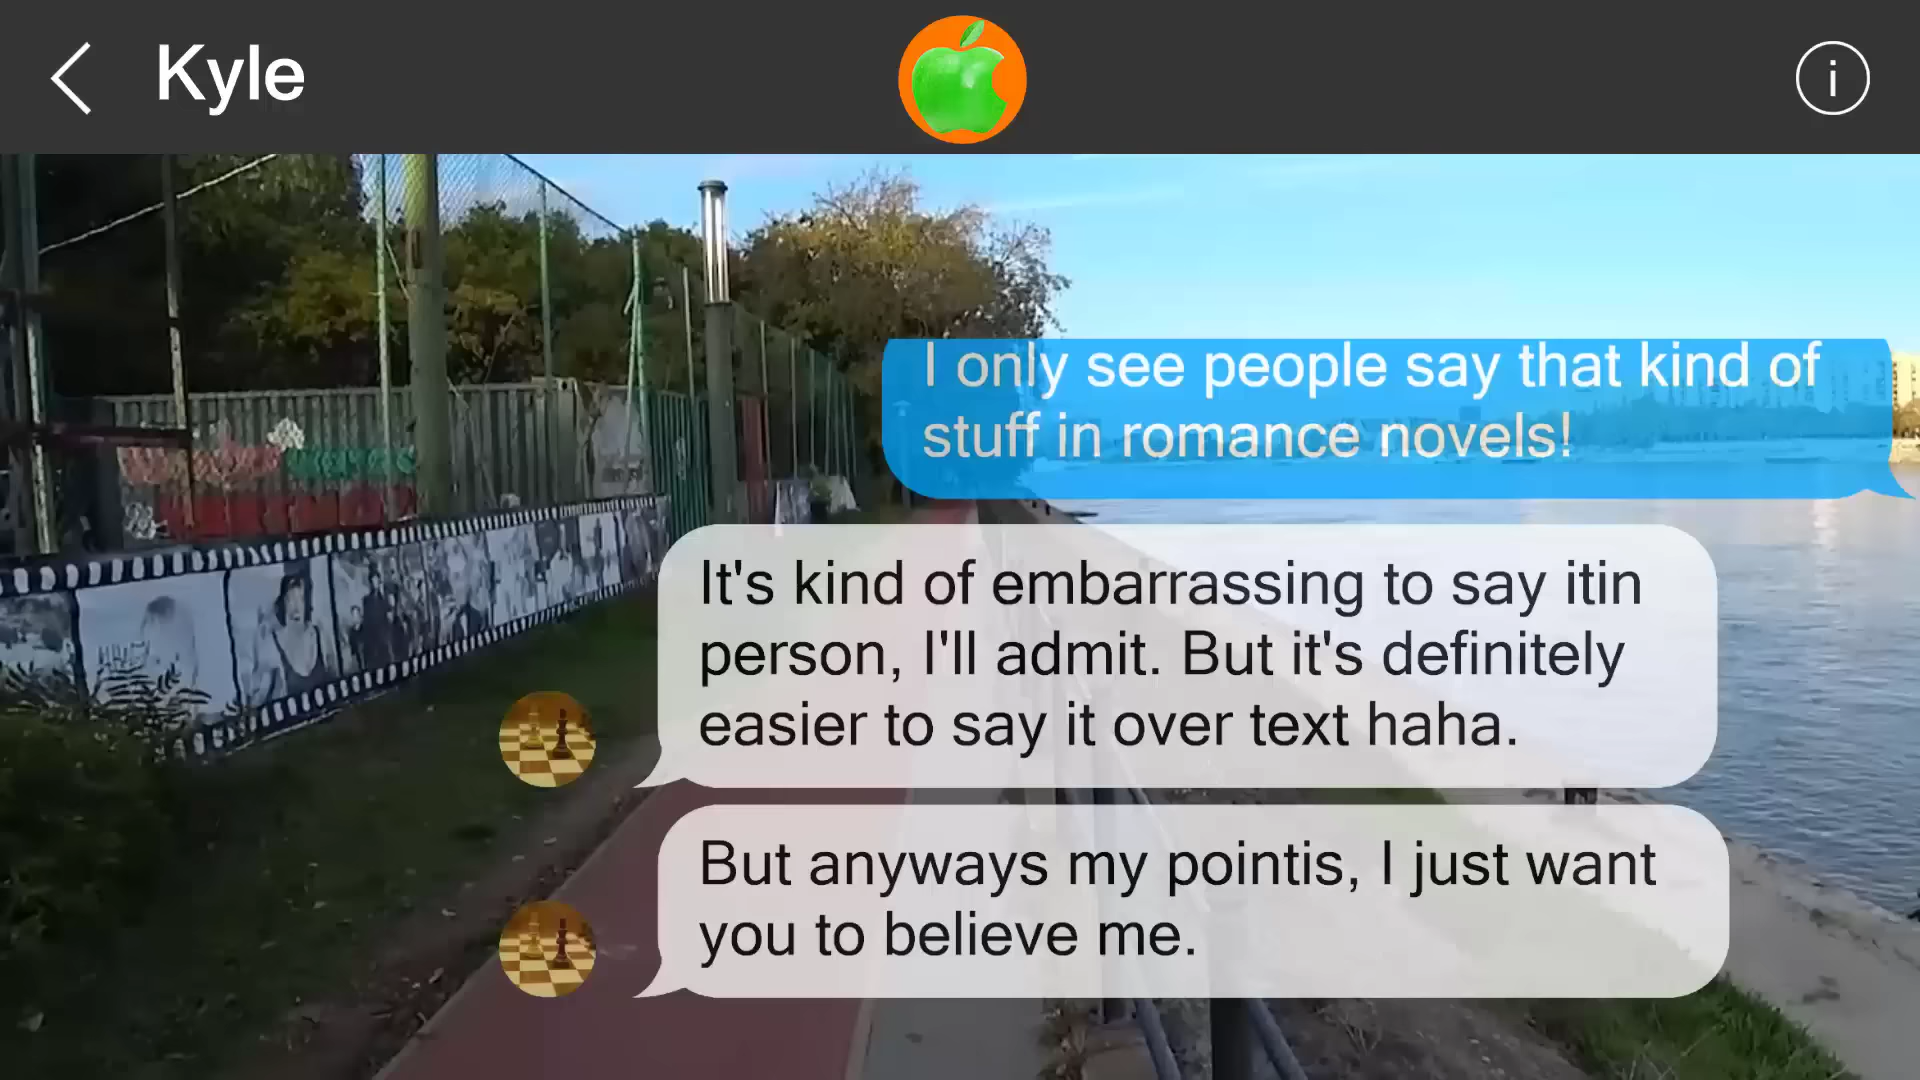 Kyle
i
I only see people say that kind of
stuff in romance novels!
It's kind of embarrassing to say itin
person, I'll admit. But it's definitely
easier to say it over text haha.
But anyways my pointis, I just want
you to believe me.